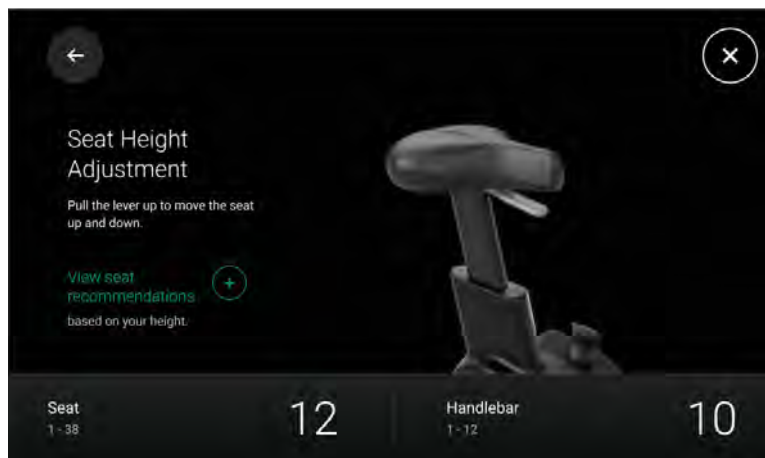 Seat Height
Adjustment
Pull the lever up to move the seat
up and down.
View seat
recommendations
based on your height.
Seat
1 - 38
12
Handlebar
1 - 12
10